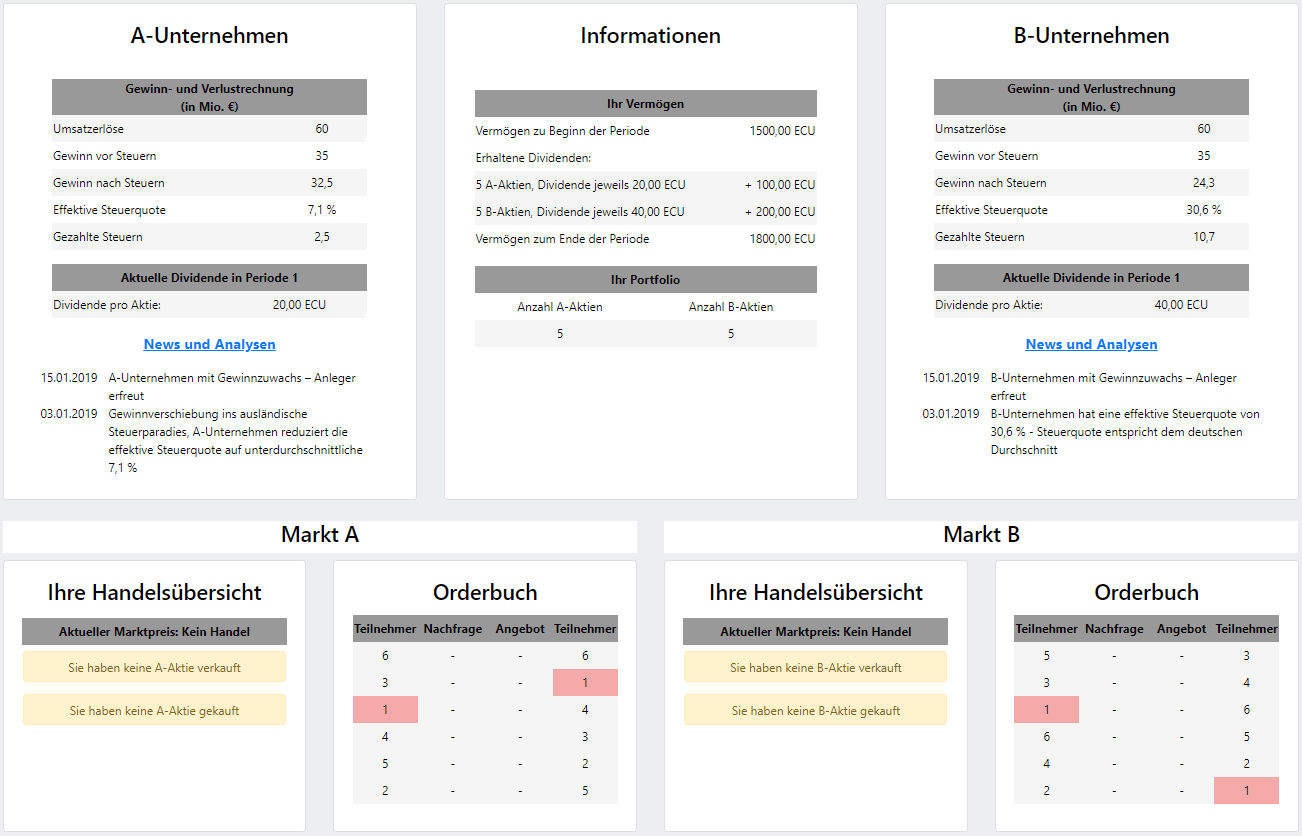 A-Unternehmen
Gewinn- und Verlustrechnung
(in Mio. €)
Umsatzerlöse 60
Gewinn vor Steuern 35
Gewinn nach Steuern 32,5
Effektive Steuerquote 7,1 %
Gezahlte Steuern 2,5
Aktuelle Dividende in Periode 1
Dividende pro Aktie: 20,00 ECU
News und Analysen
15.01.2019 A-Unternehmen mit Gewinnzuwachs – Anleger
erfreut
03.01.2019 Gewinnverschiebung ins ausländische
Steuerparadies, A-Unternehmen reduziert die
effektive Steuerquote auf unterdurchschnittliche
7,1 %
Informationen
Ihr Vermögen
Vermögen zu Beginn der Periode 1500,00 ECU
Erhaltene Dividenden:
5 A-Aktien, Dividende jeweils 20,00 ECU + 100,00 ECU
5 B-Aktien, Dividende jeweils 40,00 ECU + 200,00 ECU
Vermögen zum Ende der Periode 1800,00 ECU
Ihr Portfolio
Anzahl A-Aktien Anzahl B-Aktien
5 5
B-Unternehmen
Gewinn- und Verlustrechnung
(in Mio. €)
Umsatzerlöse 60
Gewinn vor Steuern 35
Gewinn nach Steuern 24,3
Effektive Steuerquote 30,6 %
Gezahlte Steuern 10,7
Aktuelle Dividende in Periode 1
Dividende pro Aktie: 40,00 ECU
News und Analysen
15.01.2019 B-Unternehmen mit Gewinnzuwachs – Anleger
erfreut
03.01.2019 B-Unternehmen hat eine effektive Steuerquote von
30,6 % - Steuerquote entspricht dem deutschen
Durchschnitt
Markt A
Ihre Handelsübersicht
Aktueller Marktpreis: Kein Handel
Sie haben keine A-Aktie verkauft
Sie haben keine A-Aktie gekauft
Orderbuch
Teilnehmer Nachfrage Angebot Teilnehmer
6 - - 6
3 - - 1
1 - - 4
4 - - 3
5 - - 2
2 - - 5
Markt B
Ihre Handelsübersicht
Aktueller Marktpreis: Kein Handel
Sie haben keine B-Aktie verkauft
Sie haben keine B-Aktie gekauft
Orderbuch
Teilnehmer Nachfrage Angebot Teilnehmer
5 - - 3
3 - - 4
1 - - 6
6 - - 5
4 - - 2
2 - - 1